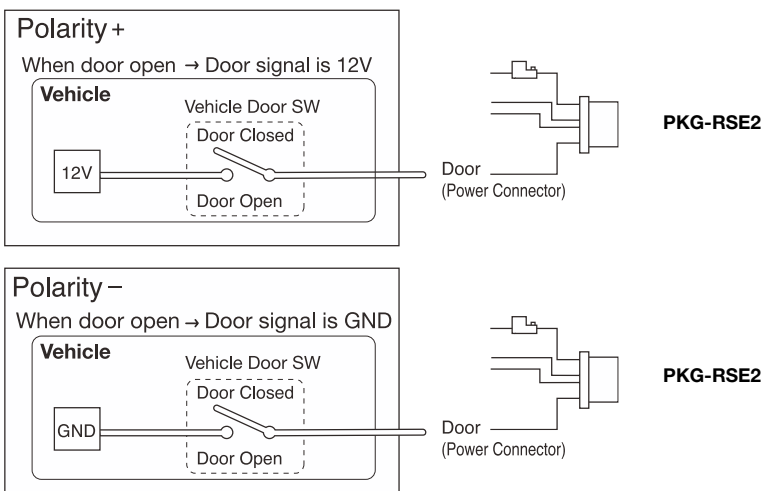 Polarity +
When door open → Door signal is 12V
Vehicle
Vehicle Door SW
Door Closed
12V
Door Open
Door
(Power Connector)
PKG-RSE2
Polarity –
When door open → Door signal is GND
Vehicle
Vehicle Door SW
Door Closed
GND
Door Open
Door
(Power Connector)
PKG-RSE2